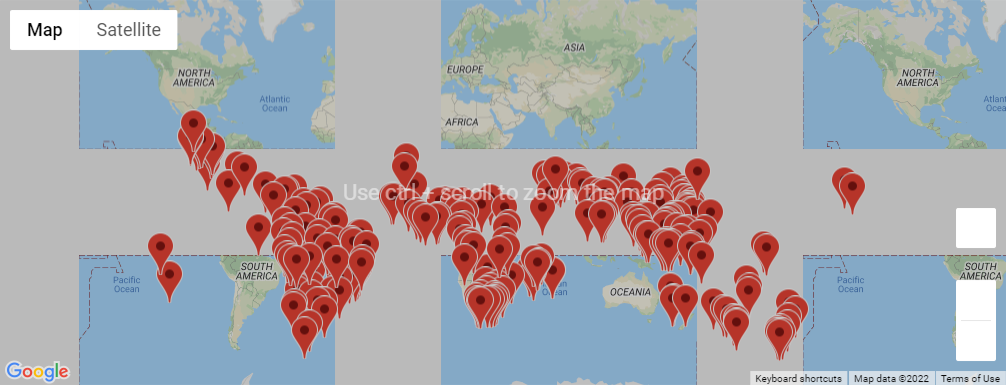 Map Satellite
NORTH
AMERICA
Atlantic
Ocean
EUROPE
ASIA
AFRICA
NORTH
AMERICA
Atlantic
Ocean
Use ctrl + scroll to zoom the map
Pacific
Ocean
SOUTH
AMERICA
Ocean
OCEANIA
Pacific
Ocean
SOUTH
AMERICA
Google
Keyboard shortcuts Map data ©2022 Terms of Use